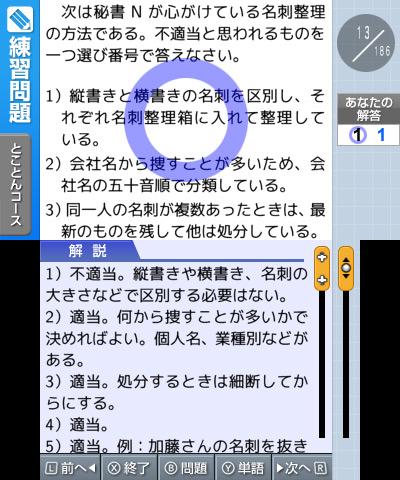 練習問題
とことんコース
次は秘書Nが心がけている名刺整理
の方法である。不適当と思われるものを
一つ選び番号で答えなさい。
1）縦書きと横書きの名刺を区別し、そ
れぞれ名刺整理箱に入れて整理して
いる。
2）会社名から捜すことが多いため、会
社名の五十音順で分類している。
3）同一人の名刺が複数あったときは、最
新のものを残して他は処分している。
13/186
あなたの
解答
1 1
解説
1）不適当。縦書きや横書き、名刺の
大きさなどで区別する必要はない。
2）適当。何から捜すことが多いかで
決めればよい。個人名、業種別などが
ある。
3）適当。処分するときは細断してか
らにする。
4）適当。
5）適当。例：加藤さんの名刺を抜き
L前へ◀ X終了 B問題 Y単語 ▶次へR